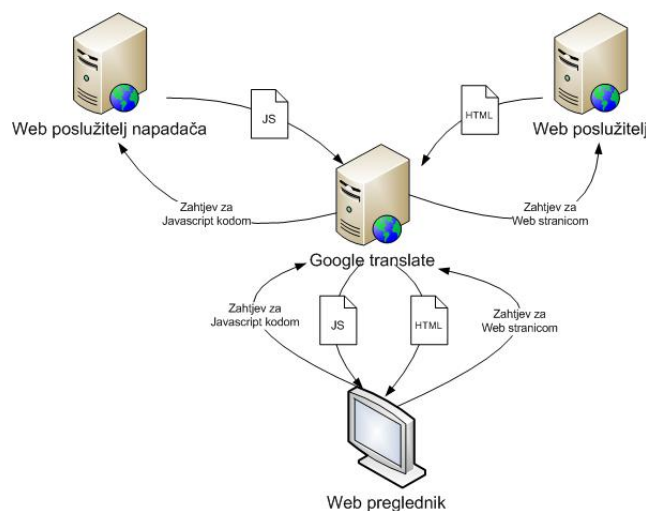 JS
HTML
Web poslužitelj napadača
Web poslužitelj
Zahtjev za
Javascript kodom
Zahtjev za
Web stranicom
Google translate
Zahtjev za
Javascript kodom
JS
HTML
Zahtjev za
Web stranicom
Web preglednik